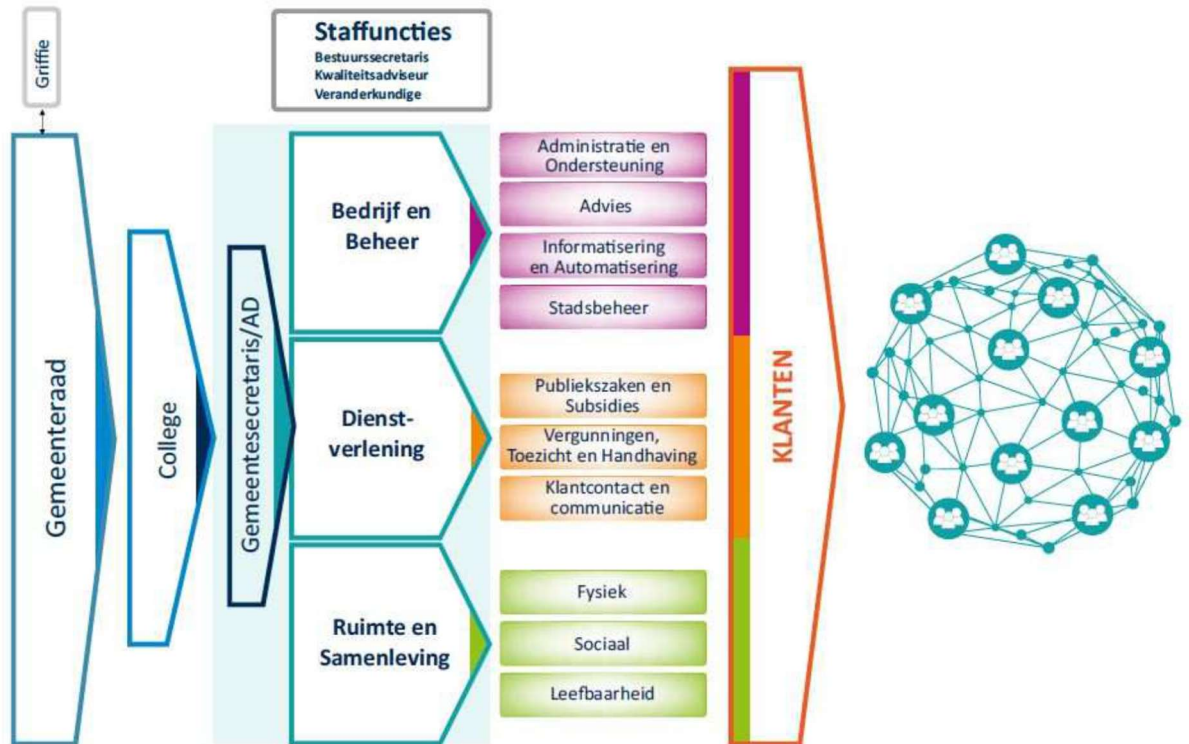 Griffie
Staffuncties
Bestuurssecretaris
Kwaliteitsadviseur
Veranderkundige
Gemeenteraad
College
Gemeentesecretaris/AD
Bedrijf en
Beheer
Administratie en
Ondersteuning
Advies
Informatisering
en Automatisering
Stadsbeheer
Dienst-
verlening
Publiekszaken en
Subsidies
Vergunningen,
Toezicht en Handhaving
Klantcontact en
communicatie
Ruimte en
Samenleving
Fysiek
Sociaal
Leefbaarheid
KLANTEN